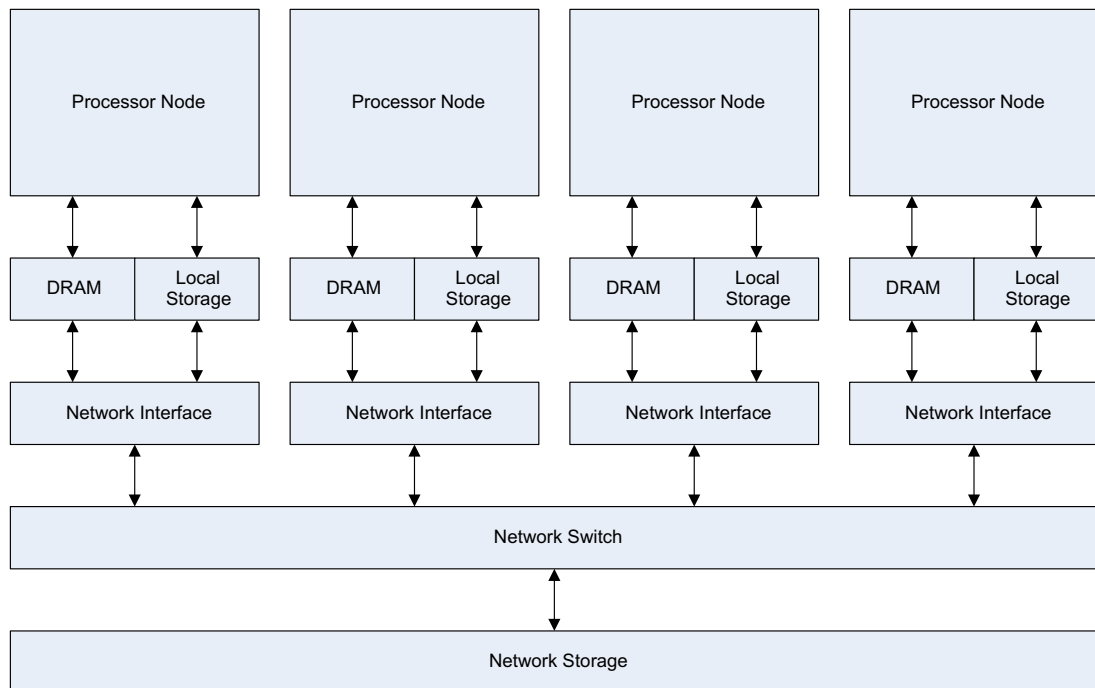 Processor Node
Processor Node
Processor Node
Processor Node
DRAM
Local
Storage
DRAM
Local
Storage
DRAM
Local
Storage
DRAM
Local
Storage
Network Interface
Network Interface
Network Interface
Network Interface
Network Switch
Network Storage